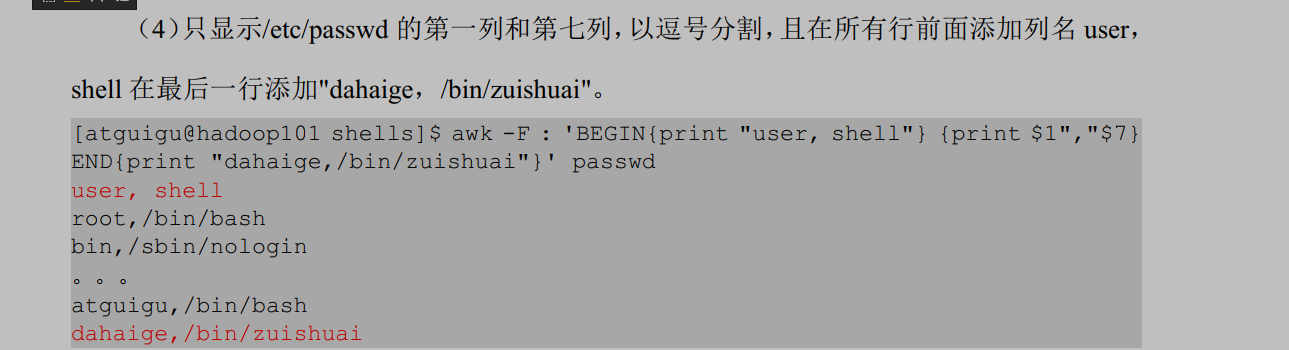 （4）只显示/etc/passwd 的第一列和第七列，以逗号分割，且在所有行前面添加列名 user，
shell 在最后一行添加"dahaige，/bin/zuishuai"。
[atguigu@hadoop101 shells]$ awk -F : 'BEGIN{print "user, shell"} {print $1","$7}
END{print "dahaige,/bin/zuishuai"}' passwd
user, shell
root,/bin/bash
bin,/sbin/nologin
。。。
atguigu,/bin/bash
dahaige,/bin/zuishuai